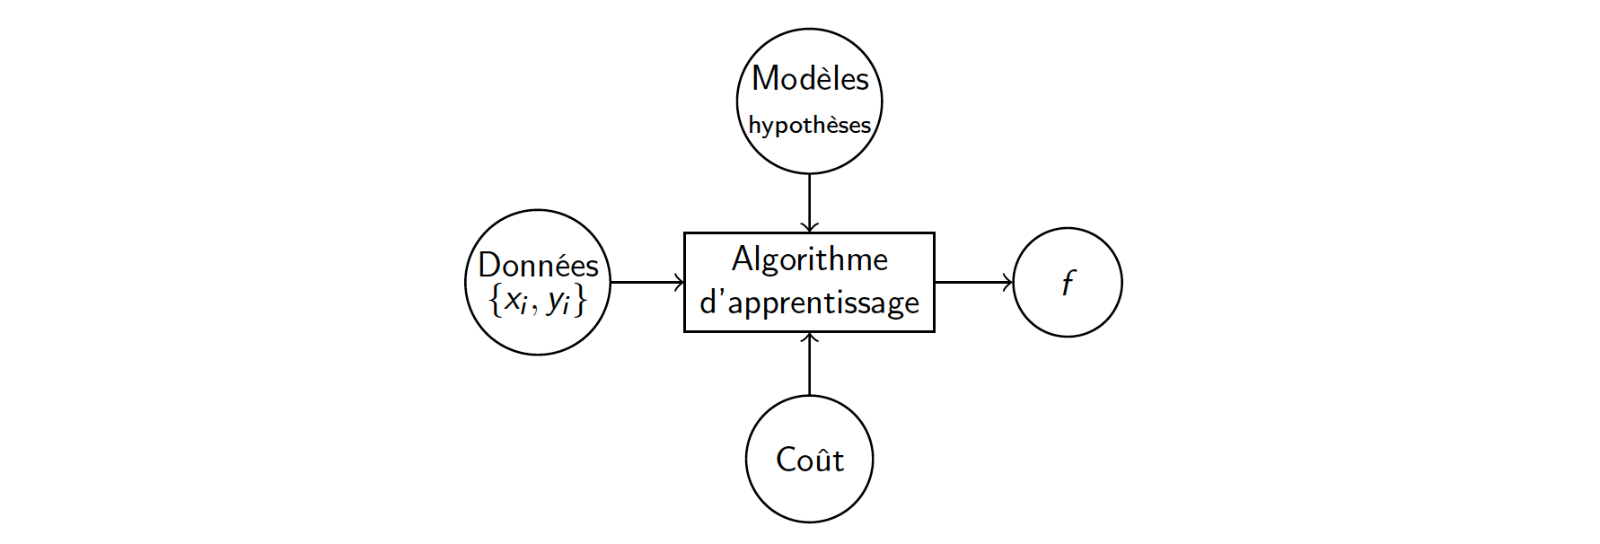 Modèles
hypothèses
Données
{xᵢ, yᵢ}
Algorithme
d'apprentissage
f
Coût